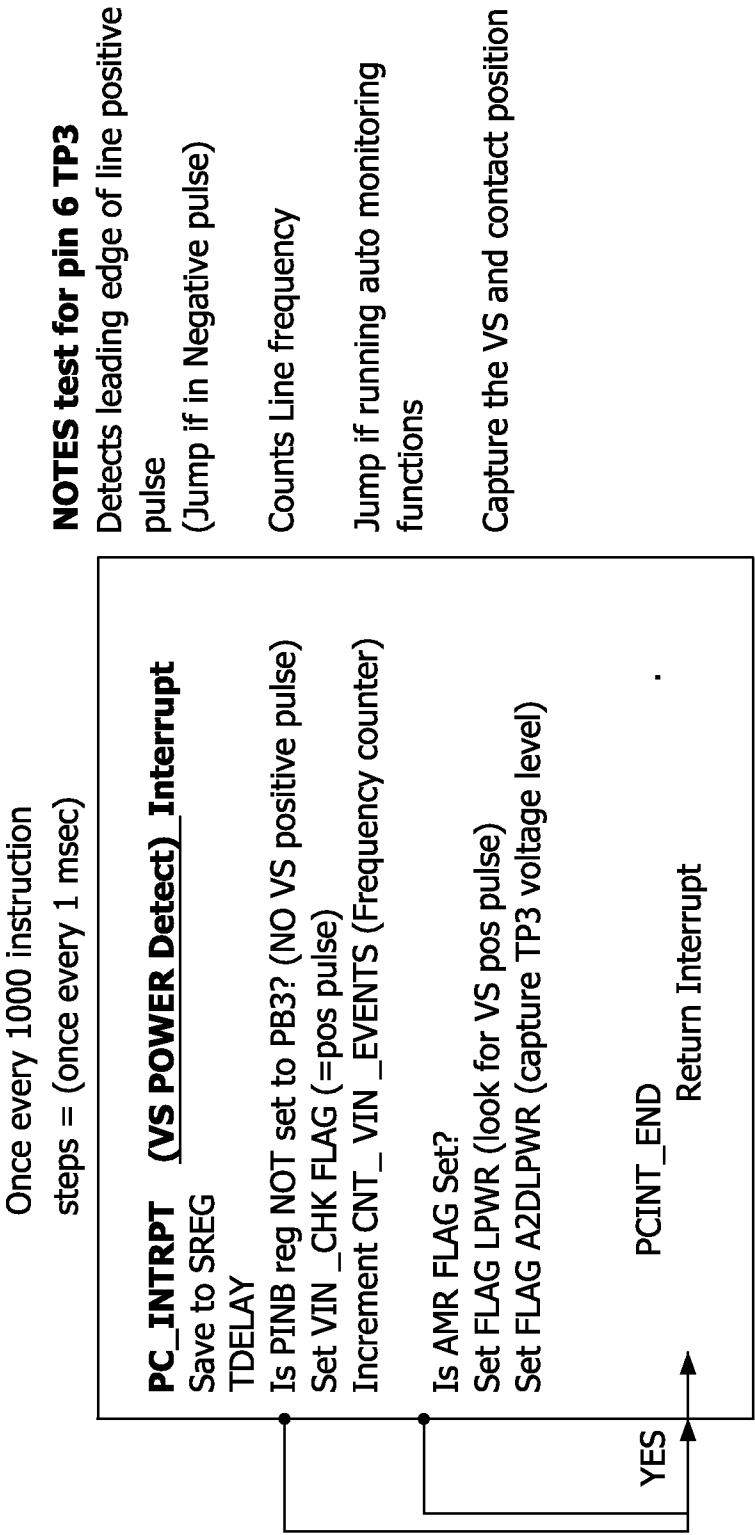 Once every 1000 instruction
steps = (once every 1 msec)
PC_INTRPT (VS POWER Detect) Interrupt
Save to SREG
TDELAY
Is PINB reg NOT set to PB3? (NO VS positive pulse)
Set VIN _CHK FLAG (=pos pulse)
Increment CNT_ VIN _EVENTS (Frequency counter)
Is AMR FLAG Set?
Set FLAG LPWR (look for VS pos pulse)
Set FLAG A2DLPWR (capture TP3 voltage level)
PCINT_END
Return Interrupt
YES
NOTES test for pin 6 TP3
Detects leading edge of line positive
pulse
(Jump if in Negative pulse)
Counts Line frequency
Jump if running auto monitoring
functions
Capture the VS and contact position